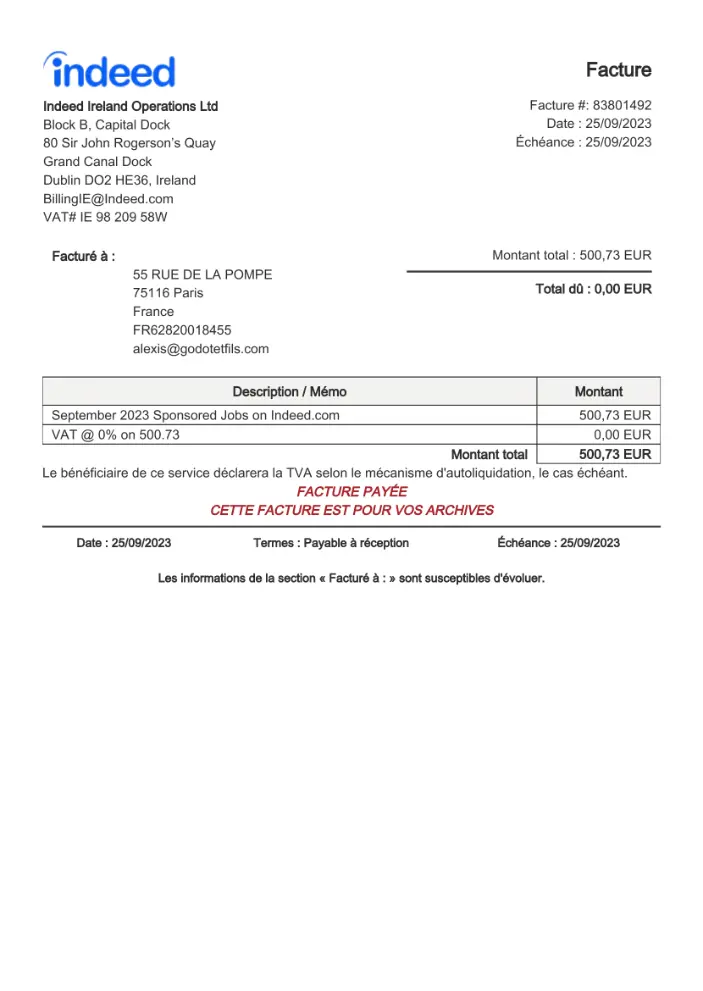 indeed
Facture
Indeed Ireland Operations Ltd
Block B, Capital Dock
80 Sir John Rogerson’s Quay
Grand Canal Dock
Dublin DO2 HE36, Ireland
BillingIE@Indeed.com
VAT# IE 98 209 58W
Facture #: 83801492
Date : 25/09/2023
Échéance : 25/09/2023
Facturé à :
55 RUE DE LA POMPE
75116 Paris
France
FR62820018455
alexis@godotetfils.com
Montant total : 500,73 EUR
Total dû : 0,00 EUR
Description / Mémo Montant
September 2023 Sponsored Jobs on Indeed.com 500,73 EUR
VAT @ 0% on 500.73 0,00 EUR
Montant total 500,73 EUR
Le bénéficiaire de ce service déclarera la TVA selon le mécanisme d'autoliquidation, le cas échéant.
FACTURE PAYÉE
CETTE FACTURE EST POUR VOS ARCHIVES
Date : 25/09/2023 Termes : Payable à réception Échéance : 25/09/2023
Les informations de la section « Facturé à : » sont susceptibles d'évoluer.